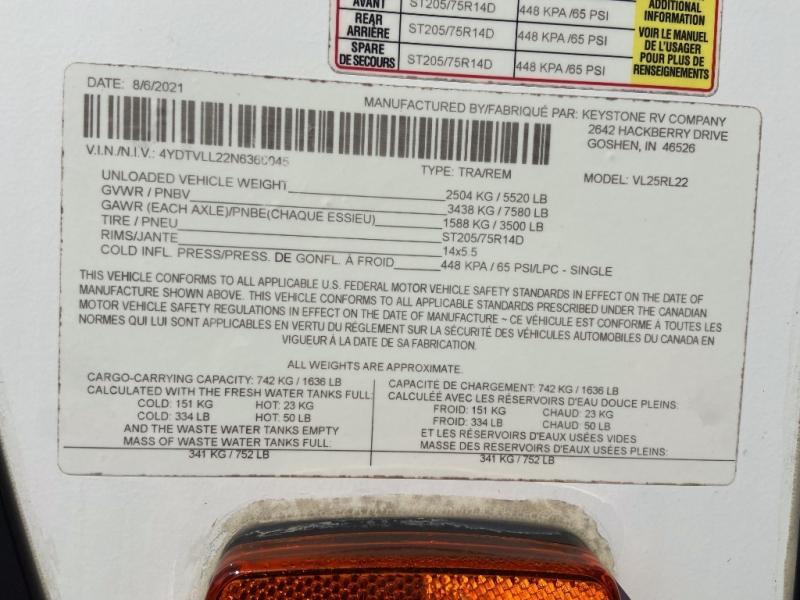 AVANT ST205/75R14D 448 KPA /65 PSI
REAR
ARRIÈRE ST205/75R14D 448 KPA /65 PSI
SPARE
DE SECOURS ST205/75R14D 448 KPA /65 PSI
ADDITIONAL
INFORMATION
VOIR LE MANUEL
DE L'USAGER
POUR PLUS DE
RENSEIGNEMENTS
DATE: 8/6/2021
MANUFACTURED BY/FABRIQUÉ PAR: KEYSTONE RV COMPANY
2642 HACKBERRY DRIVE
GOSHEN, IN 46526
V.I.N./N.I.V.: 4YDTVLL22N6360045
TYPE: TRA/REM
MODEL: VL25RL22
UNLOADED VEHICLE WEIGHT 2504 KG / 5520 LB
GVWR / PNBV 3438 KG / 7580 LB
GAWR (EACH AXLE)/PNBE(CHAQUE ESSIEU) 1588 KG / 3500 LB
TIRE / PNEU ST205/75R14D
RIMS/JANTE 14x5.5
COLD INFL. PRESS/PRESS. DE GONFL. À FROID 448 KPA / 65 PSI/LPC - SINGLE
THIS VEHICLE CONFORMS TO ALL APPLICABLE U.S. FEDERAL MOTOR VEHICLE SAFETY STANDARDS IN EFFECT ON THE DATE OF
MANUFACTURE SHOWN ABOVE. THIS VEHICLE CONFORMS TO ALL APPLICABLE STANDARDS PRESCRIBED UNDER THE CANADIAN
MOTOR VEHICLE SAFETY REGULATIONS IN EFFECT ON THE DATE OF MANUFACTURE ~ CE VÉHICULE EST CONFORME À TOUTES LES
NORMES QUI LUI SONT APPLICABLES EN VERTU DU RÉGLEMENT SUR LA SÉCURITÉ DES VÉHICULES AUTOMOBILES DU CANADA EN
VIGUEUR À LA DATE DE SA FABRICATION.
ALL WEIGHTS ARE APPROXIMATE.
CARGO-CARRYING CAPACITY: 742 KG / 1636 LB
CALCULATED WITH THE FRESH WATER TANKS FULL:
COLD: 151 KG HOT: 23 KG
COLD: 334 LB HOT: 50 LB
AND THE WASTE WATER TANKS EMPTY
MASS OF WASTE WATER TANKS FULL:
341 KG / 752 LB
CAPACITÉ DE CHARGEMENT: 742 KG / 1636 LB
CALCULÉE AVEC LES RÉSERVOIRS D'EAU DOUCE PLEINS:
FROID: 151 KG CHAUD: 23 KG
FROID: 334 LB CHAUD: 50 LB
ET LES RÉSERVOIRS D'EAUX USÉES VIDES
MASSE DES RÉSERVOIRS D'EAUX USÉES PLEINS:
341 KG / 752 LB